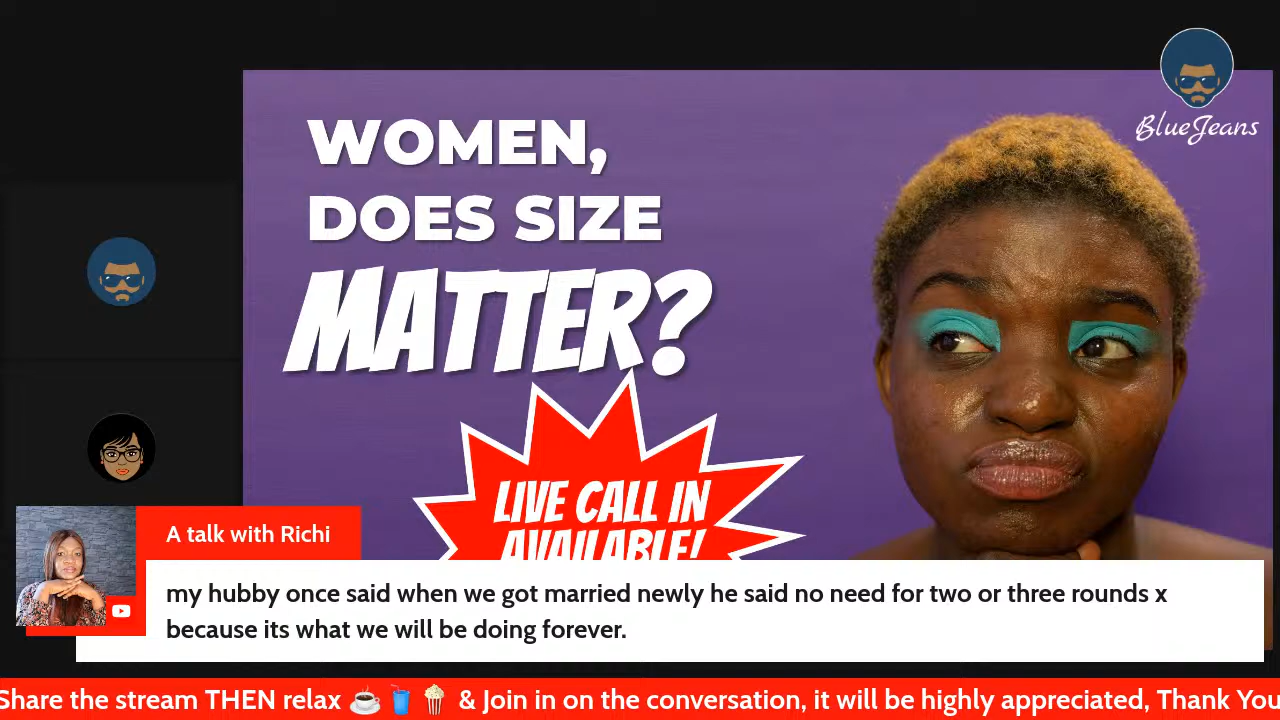 BlueJeans
WOMEN,
DOES SIZE
MATTER?
LIVE CALL IN
AVAILABLE!
A talk with Richi
my hubby once said when we got married newly he said no need for two or three rounds x
because its what we will be doing forever.
Share the stream THEN relax ☕ 🥤 🍿 & Join in on the conversation, it will be highly appreciated, Thank You